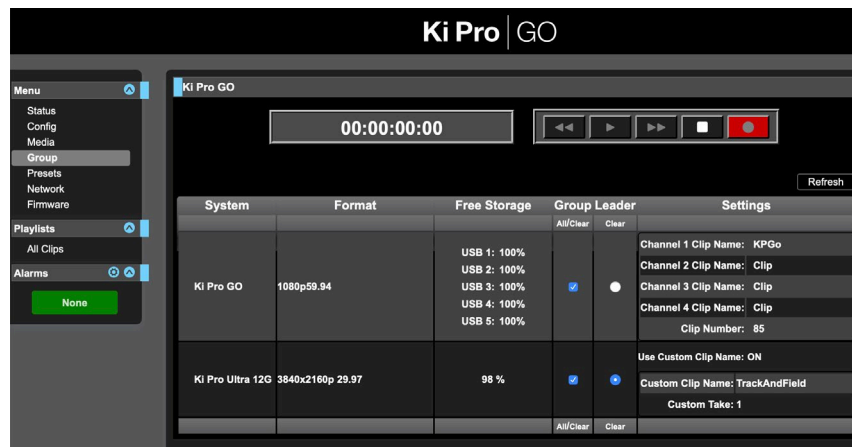 Ki Pro GO
Menu
Status
Config
Media
Group
Presets
Network
Firmware
Playlists
All Clips
Alarms
None
Ki Pro GO
00:00:00:00
Refresh
System Format Free Storage Group Leader Settings
All/Clear Clear
Ki Pro GO
1080p59.94
USB 1: 100%
USB 2: 100%
USB 3: 100%
USB 4: 100%
USB 5: 100%
Channel 1 Clip Name: KPGo
Channel 2 Clip Name: Clip
Channel 3 Clip Name: Clip
Channel 4 Clip Name: Clip
Clip Number: 85
Ki Pro Ultra 12G
3840x2160p 29.97
98 %
Use Custom Clip Name: ON
Custom Clip Name: TrackAndField
Custom Take: 1
All/Clear Clear